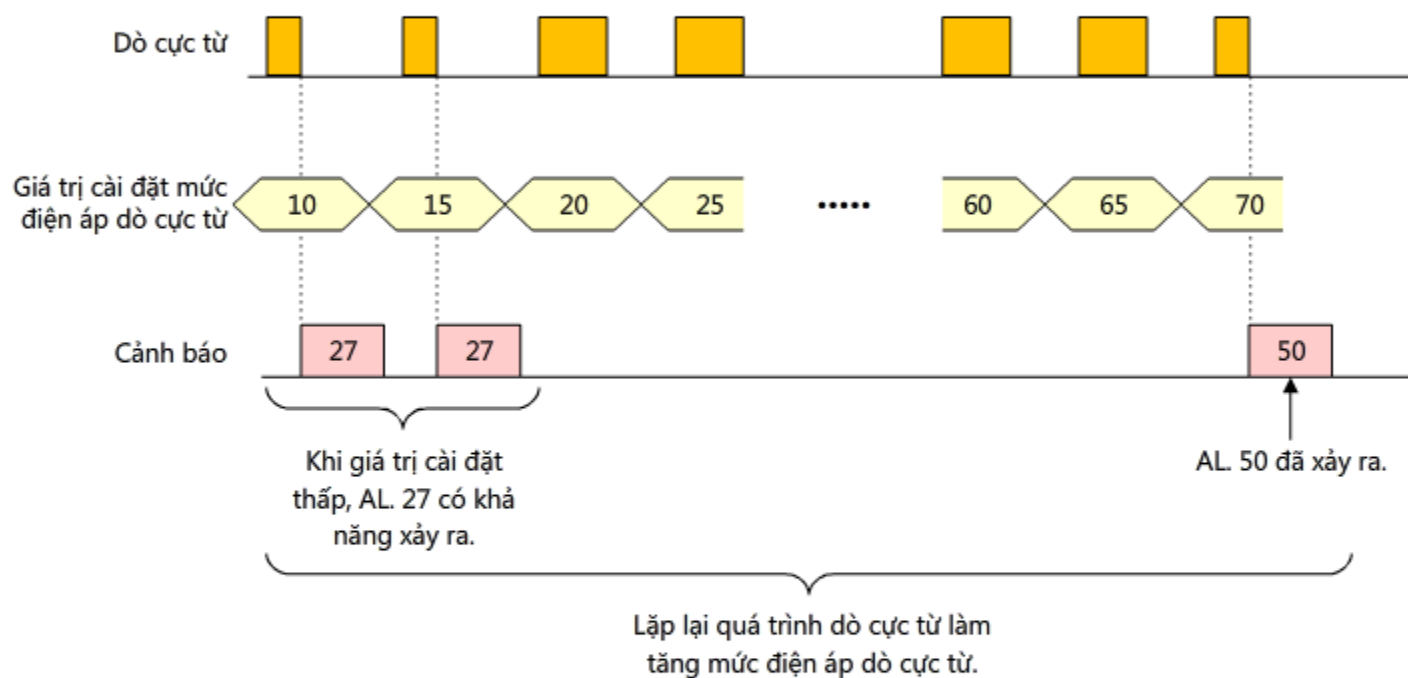 Dò cực từ
Giá trị cài đặt mức
điện áp dò cực từ
10
15
20
25
.....
60
65
70
Cảnh báo
27
27
50
Khi giá trị cài đặt
thấp, AL. 27 có khả
năng xảy ra.
AL. 50 đã xảy ra.
Lặp lại quá trình dò cực từ làm
tăng mức điện áp dò cực từ.